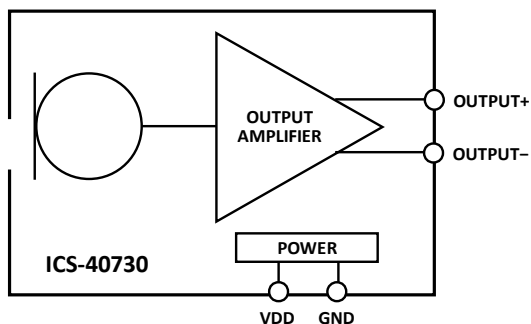 OUTPUT+
OUTPUT
AMPLIFIER
OUTPUT−
POWER
ICS-40730
VDD GND